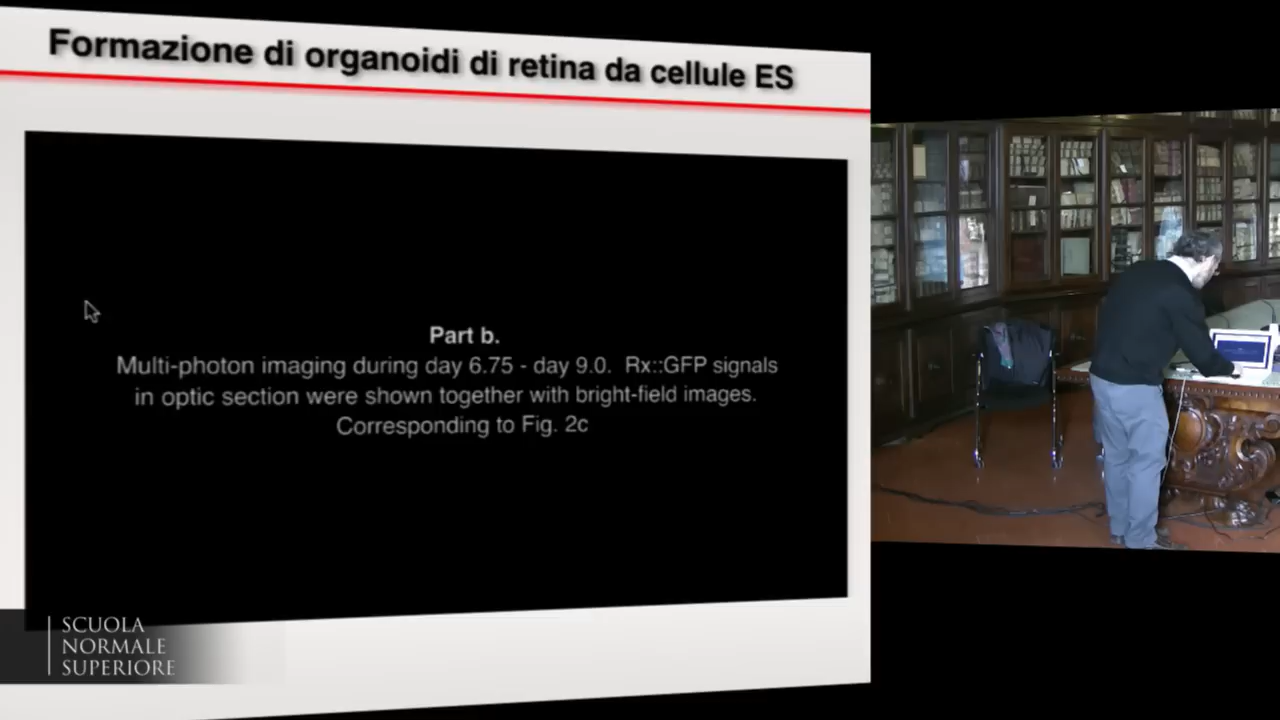 Formazione di organoidi di retina da cellule ES
Part b.
Multi-photon imaging during day 6.75 - day 9.0. Rx::GFP signals
in optic section were shown together with bright-field images.
Corresponding to Fig. 2c
SCUOLA
NORMALE
SUPERIORE